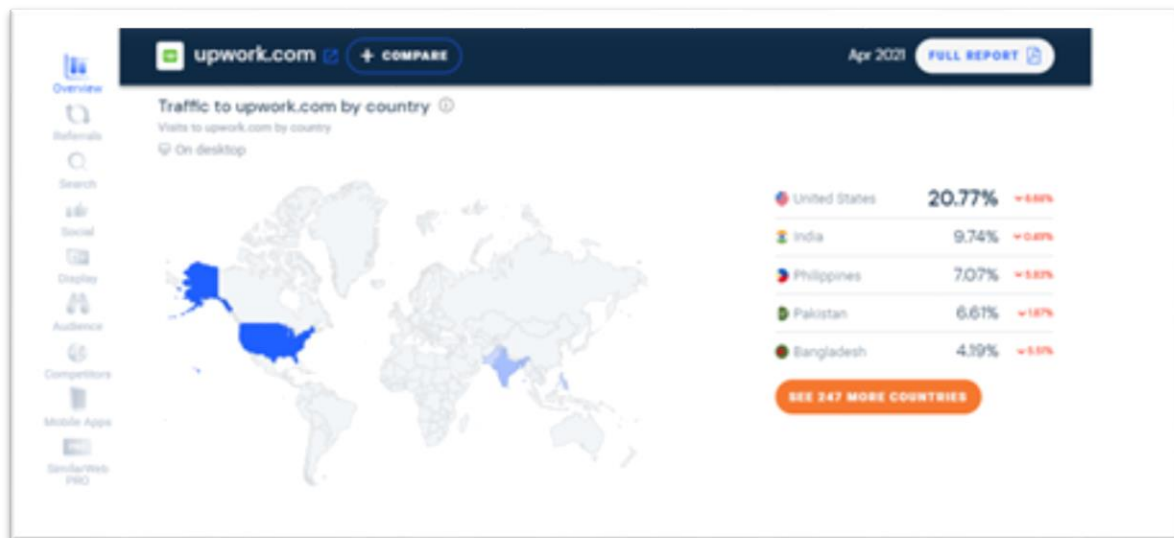 upwork.com + COMPARE Apr 2021 FULL REPORT
Overview
Referrals
Search
Social
Display
Audience
Competitors
Mobile Apps
SimilarWeb
PRO
Traffic to upwork.com by country
Visits to upwork.com by country
On desktop
United States 20.77%
India 9.74%
Philippines 7.07%
Pakistan 6.61% 1.67%
Bangladesh 4.19%
SEE 247 MORE COUNTRIES